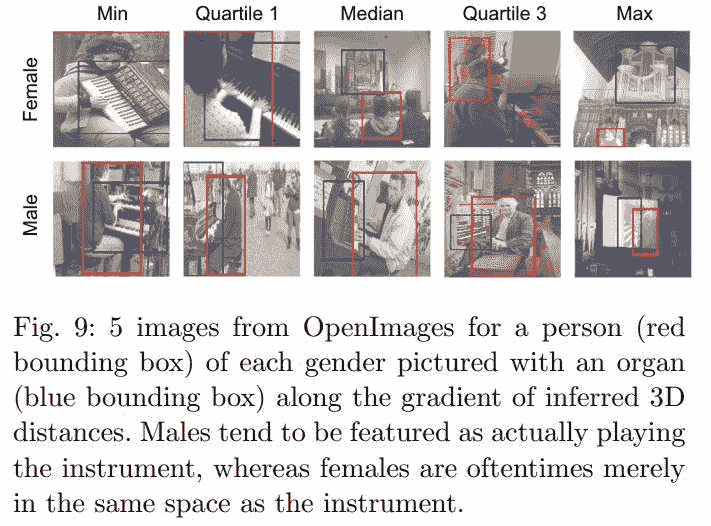 Min Quartile 1 Median Quartile 3 Max
Female
Male
Fig. 9: 5 images from OpenImages for a person (red
bounding box) of each gender pictured with an organ
(blue bounding box) along the gradient of inferred 3D
distances. Males tend to be featured as actually playing
the instrument, whereas females are oftentimes merely
in the same space as the instrument.